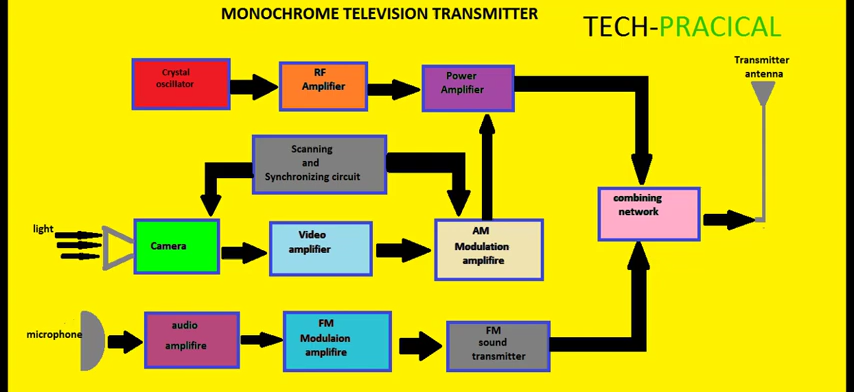 MONOCHROME TELEVISION TRANSMITTER
TECH-PRACICAL
Transmitter
antenna
Crystal
oscillator
RF
Amplifier
Power
Amplifier
Scanning
and
Synchronizing circuit
combining
network
light
Camera
Video
amplifier
AM
Modulation
amplifire
microphone
audio
amplifire
FM
Modulaion
amplifire
FM
sound
transmitter